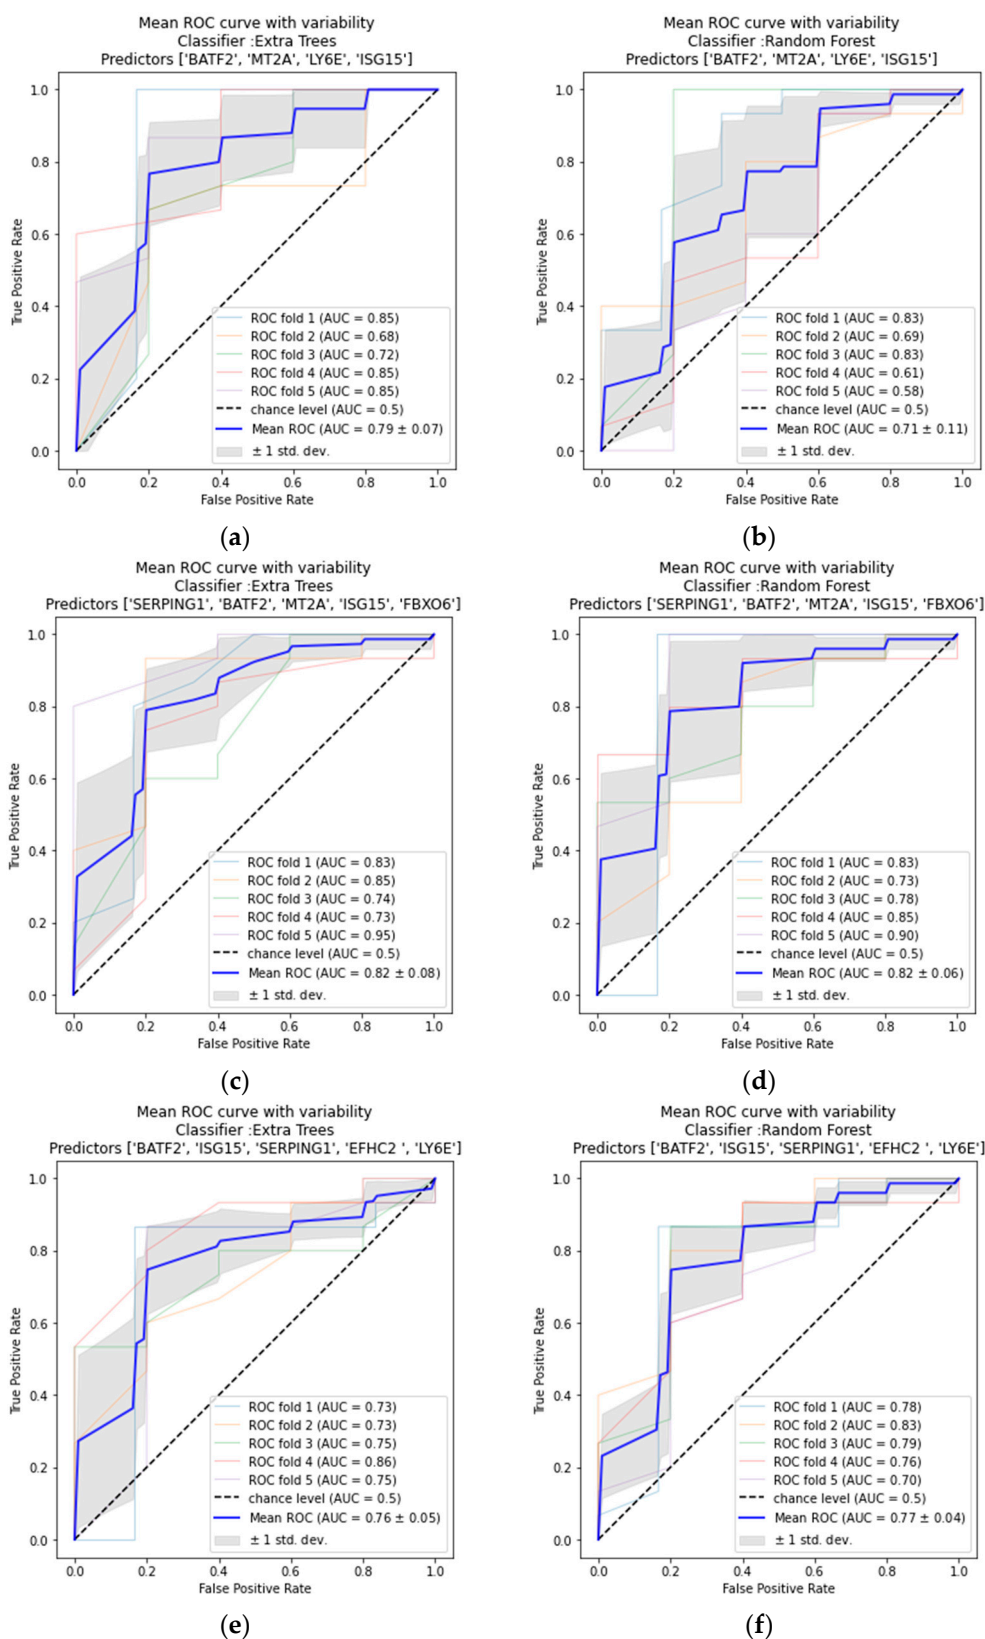 Mean ROC curve with variability
Classifier :Extra Trees
Predictors ['BATF2', 'MT2A', 'LY6E', 'ISG15']
True Positive Rate
1.0
0.8
0.6
0.4
0.2
0.0
ROC fold 1 (AUC = 0.85)
ROC fold 2 (AUC = 0.68)
ROC fold 3 (AUC = 0.72)
ROC fold 4 (AUC = 0.85)
ROC fold 5 (AUC = 0.85)
chance level (AUC = 0.5)
Mean ROC (AUC = 0.79 ± 0.07)
± 1 std. dev.
0.0 0.2 0.4 0.6 0.8 1.0
False Positive Rate
(a)
Mean ROC curve with variability
Classifier :Random Forest
Predictors ['BATF2', 'MT2A', 'LY6E', 'ISG15']
True Positive Rate
1.0
0.8
0.6
0.4
0.2
0.0
ROC fold 1 (AUC = 0.83)
ROC fold 2 (AUC = 0.69)
ROC fold 3 (AUC = 0.83)
ROC fold 4 (AUC = 0.61)
ROC fold 5 (AUC = 0.58)
chance level (AUC = 0.5)
Mean ROC (AUC = 0.71 ± 0.11)
± 1 std. dev.
0.0 0.2 0.4 0.6 0.8 1.0
False Positive Rate
(b)
Mean ROC curve with variability
Classifier :Extra Trees
Predictors ['SERPING1', 'BATF2', 'MT2A', 'ISG15', 'FBXO6']
True Positive Rate
1.0
0.8
0.6
0.4
0.2
0.0
ROC fold 1 (AUC = 0.83)
ROC fold 2 (AUC = 0.85)
ROC fold 3 (AUC = 0.74)
ROC fold 4 (AUC = 0.73)
ROC fold 5 (AUC = 0.95)
chance level (AUC = 0.5)
Mean ROC (AUC = 0.82 ± 0.08)
± 1 std. dev.
0.0 0.2 0.4 0.6 0.8 1.0
False Positive Rate
(c)
Mean ROC curve with variability
Classifier :Random Forest
Predictors ['SERPING1', 'BATF2', 'MT2A', 'ISG15', 'FBXO6']
True Positive Rate
1.0
0.8
0.6
0.4
0.2
0.0
ROC fold 1 (AUC = 0.83)
ROC fold 2 (AUC = 0.73)
ROC fold 3 (AUC = 0.78)
ROC fold 4 (AUC = 0.85)
ROC fold 5 (AUC = 0.90)
chance level (AUC = 0.5)
Mean ROC (AUC = 0.82 ± 0.06)
± 1 std. dev.
0.0 0.2 0.4 0.6 0.8 1.0
False Positive Rate
(d)
Mean ROC curve with variability
Classifier :Extra Trees
Predictors ['BATF2', 'ISG15', 'SERPING1', 'EFHC2 ', 'LY6E']
True Positive Rate
1.0
0.8
0.6
0.4
0.2
0.0
ROC fold 1 (AUC = 0.73)
ROC fold 2 (AUC = 0.73)
ROC fold 3 (AUC = 0.75)
ROC fold 4 (AUC = 0.86)
ROC fold 5 (AUC = 0.75)
chance level (AUC = 0.5)
Mean ROC (AUC = 0.76 ± 0.05)
± 1 std. dev.
0.0 0.2 0.4 0.6 0.8 1.0
False Positive Rate
(e)
Mean ROC curve with variability
Classifier :Random Forest
Predictors ['BATF2', 'ISG15', 'SERPING1', 'EFHC2 ', 'LY6E']
True Positive Rate
1.0
0.8
0.6
0.4
0.2
0.0
ROC fold 1 (AUC = 0.78)
ROC fold 2 (AUC = 0.83)
ROC fold 3 (AUC = 0.79)
ROC fold 4 (AUC = 0.76)
ROC fold 5 (AUC = 0.70)
chance level (AUC = 0.5)
Mean ROC (AUC = 0.77 ± 0.04)
± 1 std. dev.
0.0 0.2 0.4 0.6 0.8 1.0
False Positive Rate
(f)